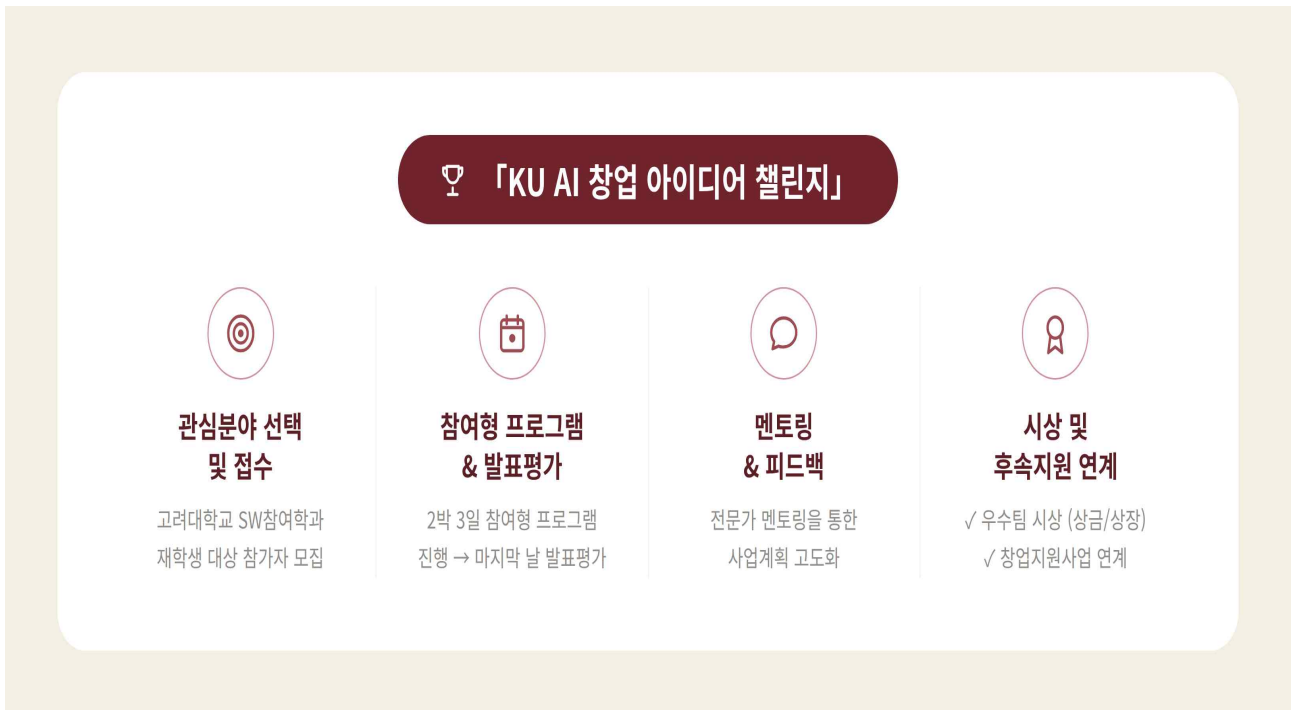 「KU AI 창업 아이디어 챌린지」
관심분야 선택
및 접수
고려대학교 SW참여학과
재학생 대상 참가자 모집
참여형 프로그램
& 발표평가
2박 3일 참여형 프로그램
진행 → 마지막 날 발표평가
멘토링
& 피드백
전문가 멘토링을 통한
사업계획 고도화
시상 및
후속지원 연계
✓ 우수팀 시상 (상금/상장)
✓ 창업지원사업 연계